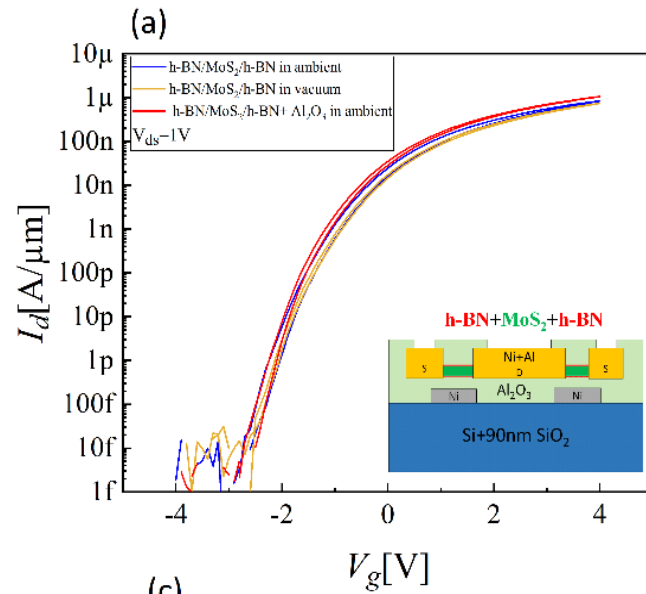 (a)
10μ
1μ
100n
10n
1n
100p
10p
1p
100f
10f
1f
h-BN/MoS2/h-BN in ambient
h-BN/MoS2/h-BN in vacuum
h-BN/MoS2/h-BN+ Al2O3 in ambient
Vds=1V
Id[A/μm]
h-BN+MoS2+h-BN
S
Ni+Al
D
S
Ni
Al2O3
Ni
Si+90nm SiO2
-4
-2
0
2
4
Vg[V]
(c)